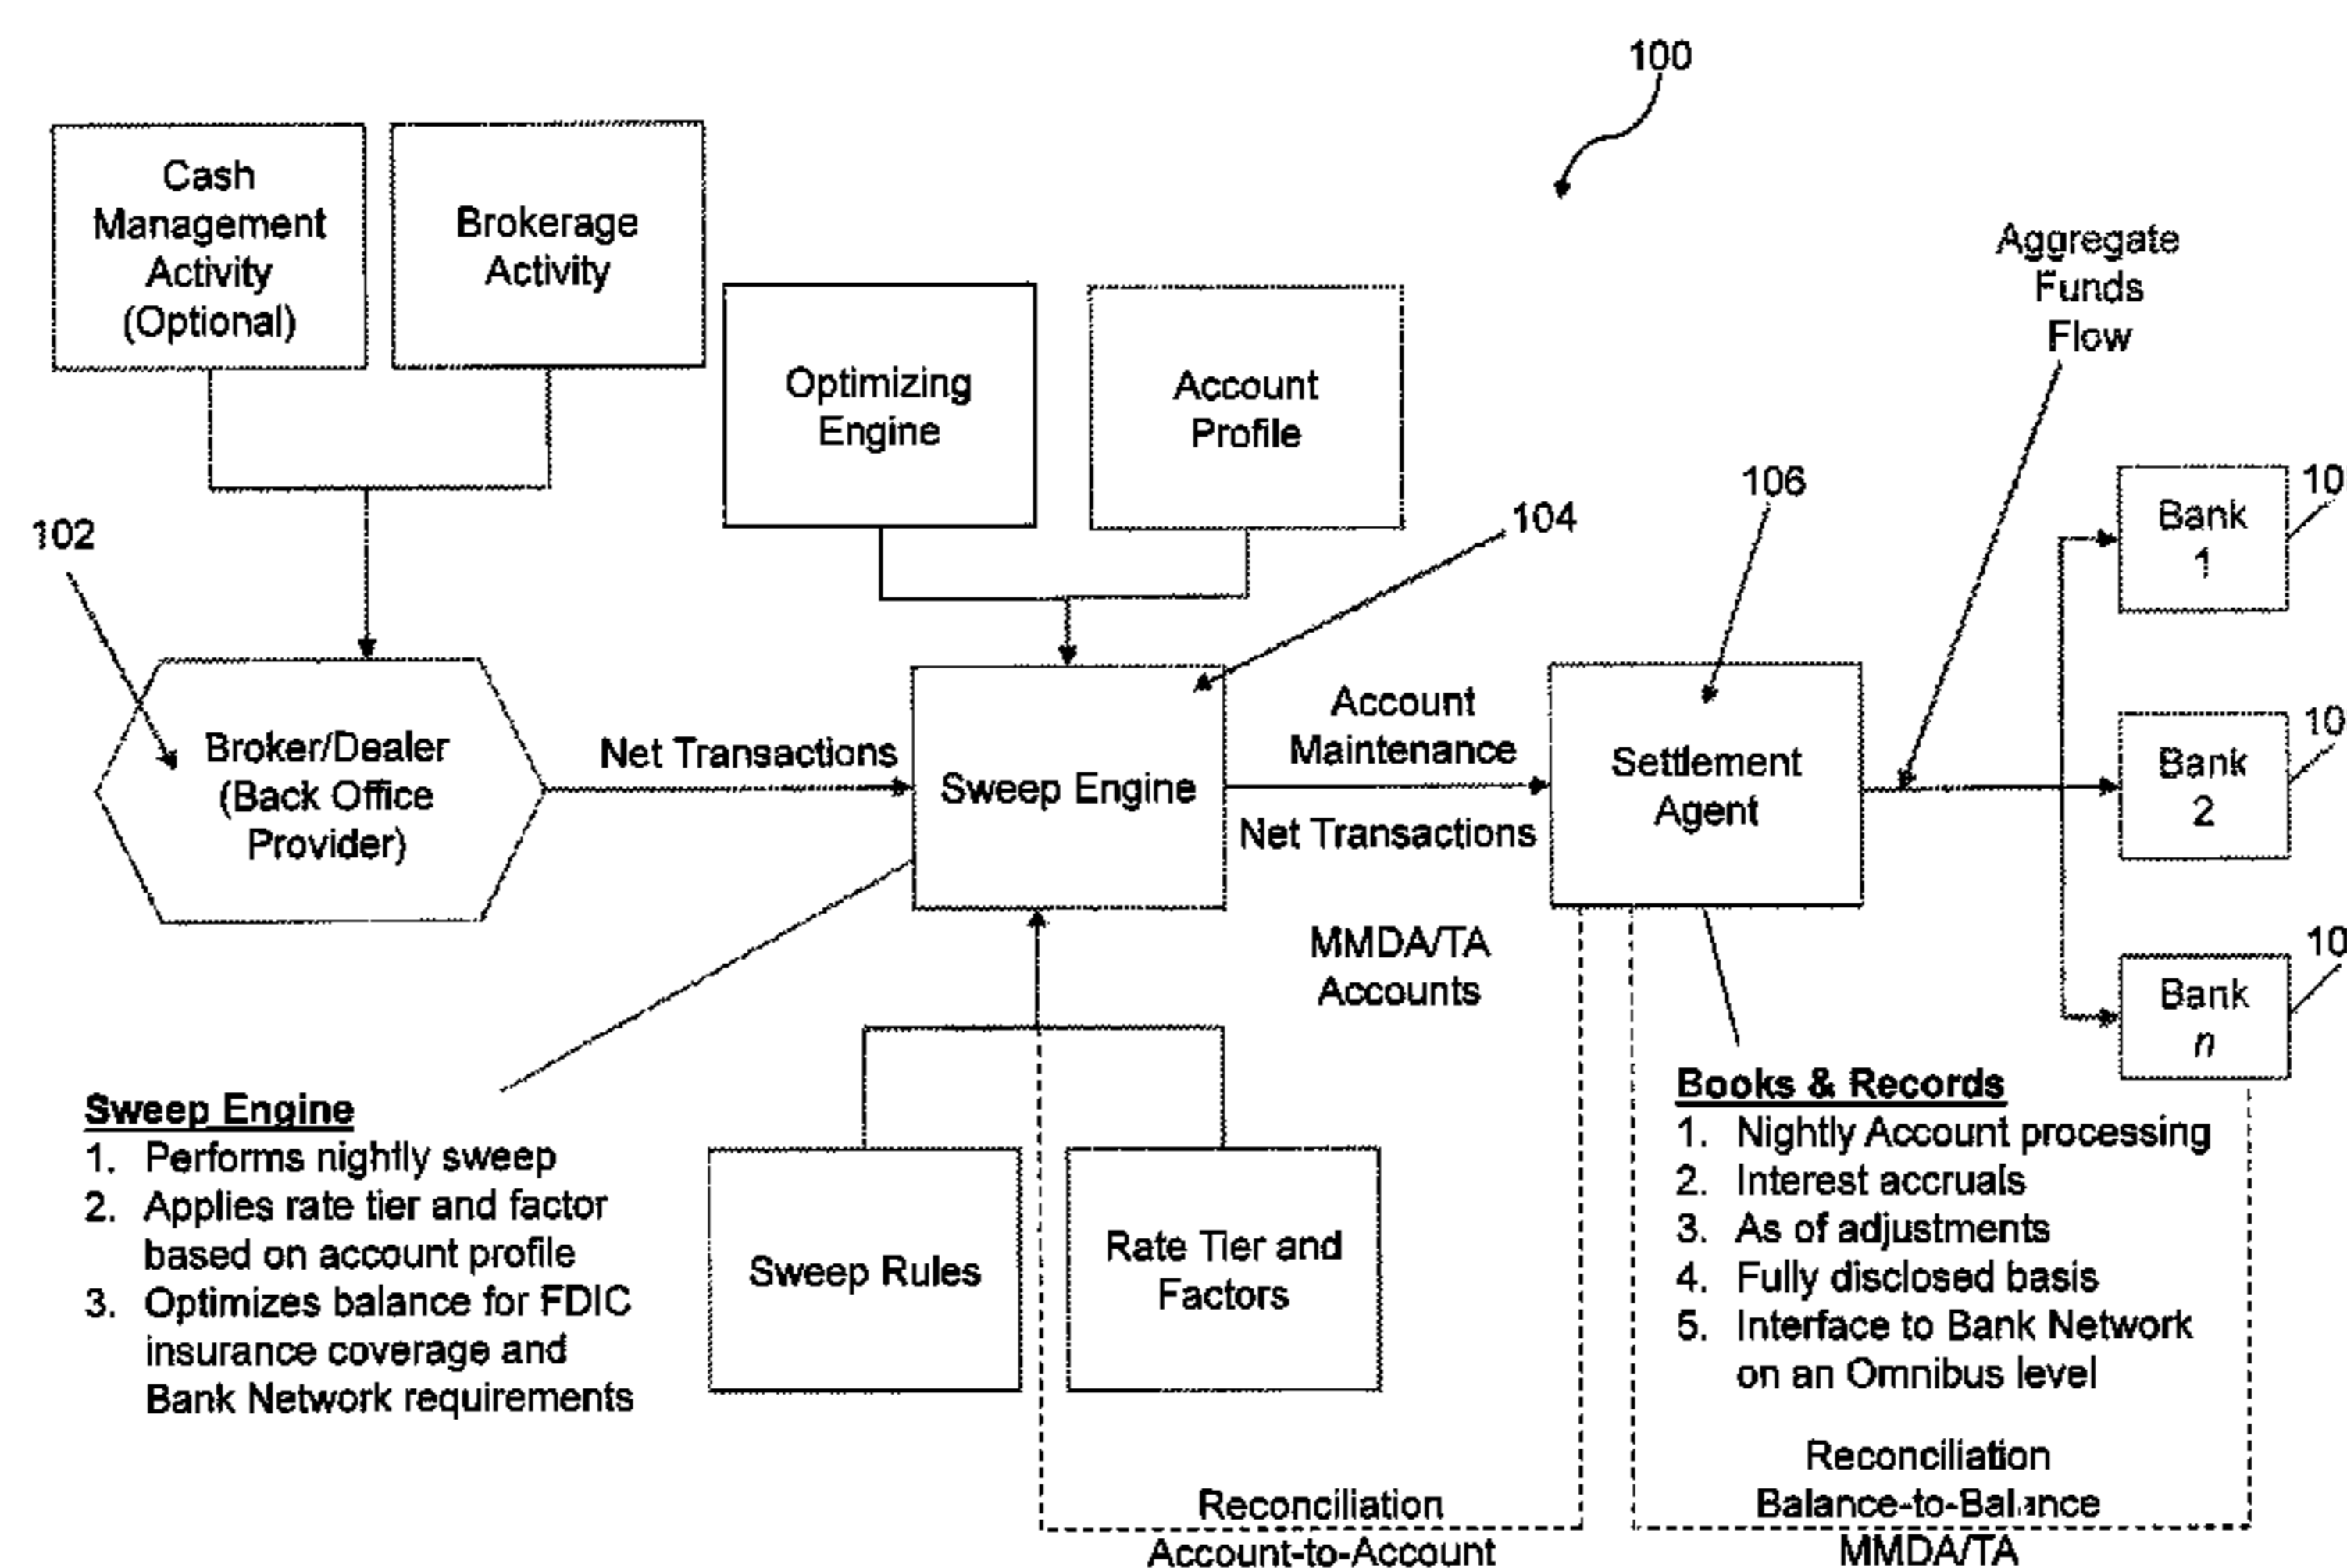 100
Cash
Management
Activity
(Optional)
Brokerage
Activity
Optimizing
Engine
Account
Profile
Aggregate
Funds
Flow
102
104
106
Bank
1
10
Bank
2
10
Bank
n
10
Broker/Dealer
(Back Office
Provider)
Net Transactions
Sweep Engine
Account
Maintenance
Net Transactions
Settlement
Agent
MMDA/TA
Accounts
Sweep Engine
1. Performs nightly sweep
2. Applies rate tier and factor
based on account profile
3. Optimizes balance for FDIC
insurance coverage and
Bank Network requirements
Sweep Rules
Rate Tier and
Factors
Books & Records
1. Nightly Account processing
2. Interest accruals
3. As of adjustments
4. Fully disclosed basis
5. Interface to Bank Network
on an Omnibus level
Reconciliation
Account-to-Account
Reconciliation
Balance-to-Balance
MMDA/TA